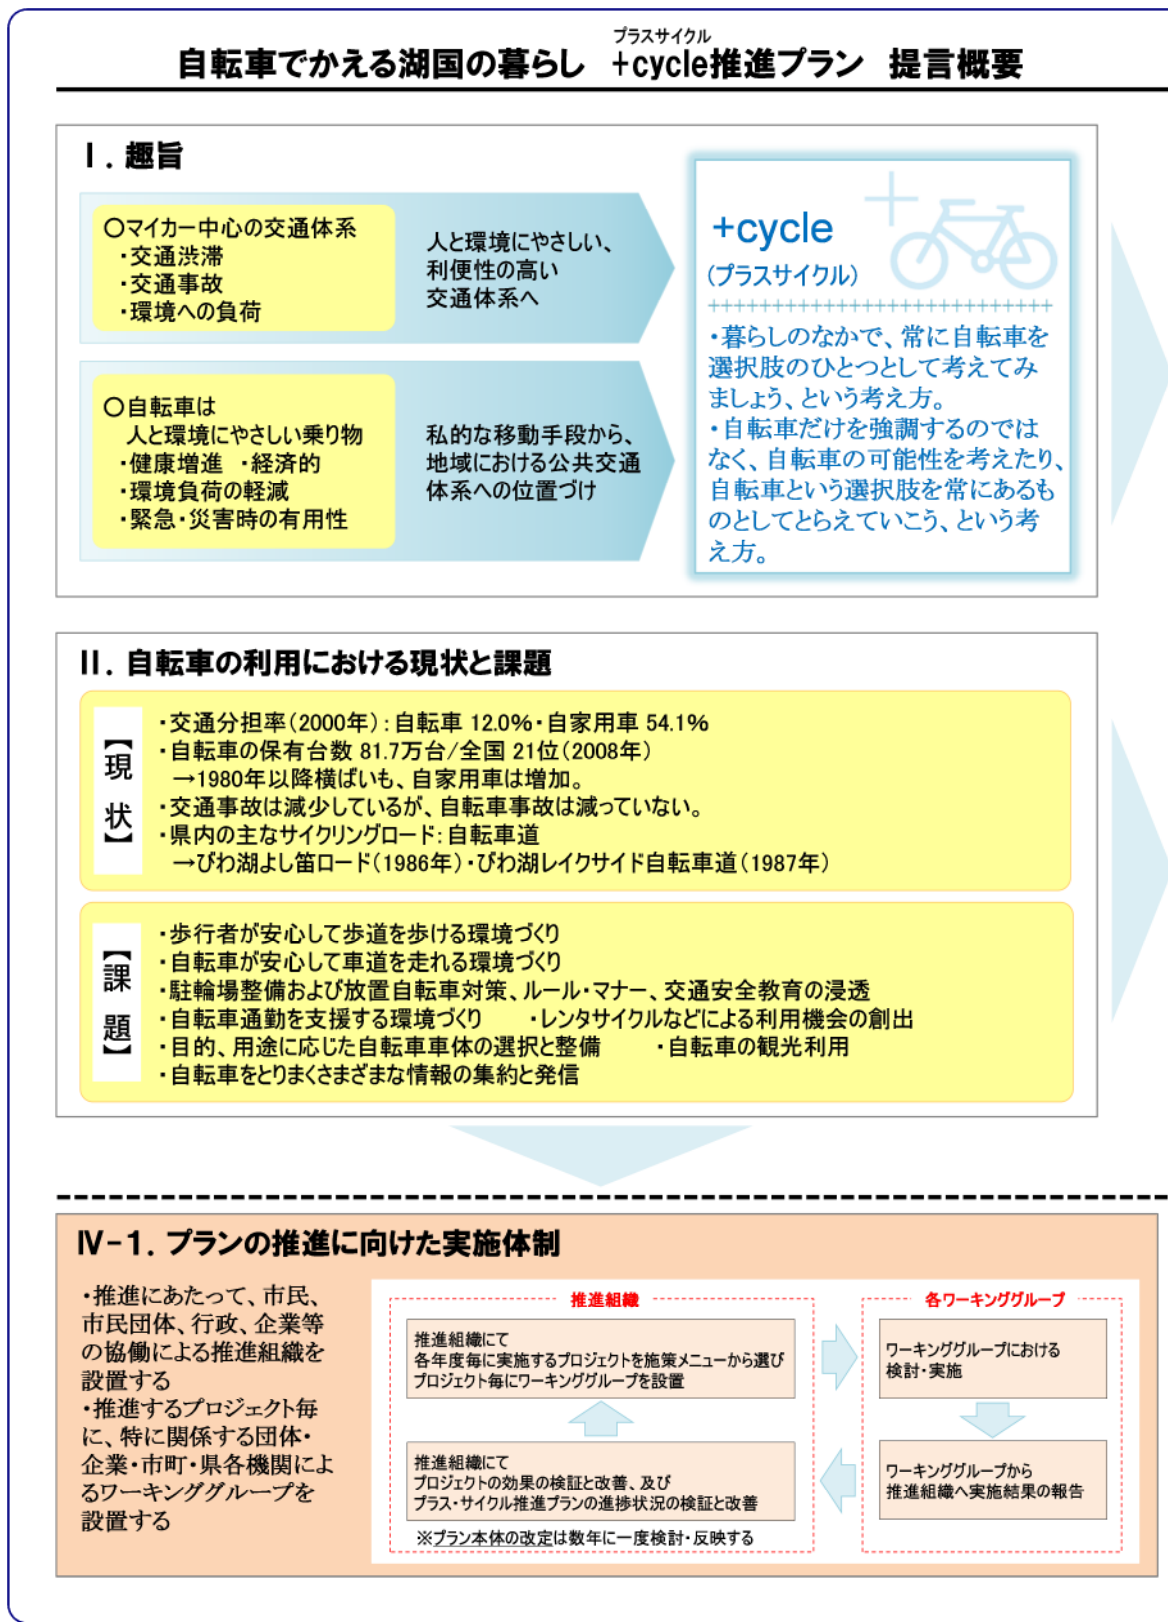 プラスサイクル
自転車でかえる湖国の暮らし +cycle推進プラン 提言概要
Ⅰ. 趣旨
○マイカー中心の交通体系
・交通渋滞
・交通事故
・環境への負荷
人と環境にやさしい、
利便性の高い
交通体系へ
○自転車は
人と環境にやさしい乗り物
・健康増進 ・経済的
・環境負荷の軽減
・緊急・災害時の有用性
私的な移動手段から、
地域における公共交通
体系への位置づけ
+cycle
(プラスサイクル)
++++++++++++++++++++++++++
・暮らしのなかで、常に自転車を
選択肢のひとつとして考えてみ
ましょう、という考え方。
・自転車だけを強調するのでは
なく、自転車の可能性を考えたり、
自転車という選択肢を常にあるも
のとしてとらえていこう、という考
え方。
Ⅱ. 自転車の利用における現状と課題
【現状】
・交通分担率(2000年):自転車 12.0%・自家用車 54.1%
・自転車の保有台数 81.7万台/全国 21位(2008年)
→1980年以降横ばいも、自家用車は増加。
・交通事故は減少しているが、自転車事故は減っていない。
・県内の主なサイクリングロード:自転車道
→びわ湖よし笛ロード(1986年)・びわ湖レイクサイド自転車道(1987年)
【課題】
・歩行者が安心して歩道を歩ける環境づくり
・自転車が安心して車道を走れる環境づくり
・駐輪場整備および放置自転車対策、ルール・マナー、交通安全教育の浸透
・自転車通勤を支援する環境づくり ・レンタサイクルなどによる利用機会の創出
・目的、用途に応じた自転車車体の選択と整備 ・自転車の観光利用
・自転車をとりまくさまざまな情報の集約と発信
Ⅳ-1. プランの推進に向けた実施体制
・推進にあたって、市民、
市民団体、行政、企業等
の協働による推進組織を
設置する
・推進するプロジェクト毎
に、特に関係する団体・
企業・市町・県各機関によ
るワーキンググループを
設置する
推進組織
推進組織にて
各年度毎に実施するプロジェクトを施策メニューから選び
プロジェクト毎にワーキンググループを設置
推進組織にて
プロジェクトの効果の検証と改善、及び
プラス・サイクル推進プランの進捗状況の検証と改善
※プラン本体の改定は数年に一度検討・反映する
各ワーキンググループ
ワーキンググループにおける
検討・実施
ワーキンググループから
推進組織へ実施結果の報告